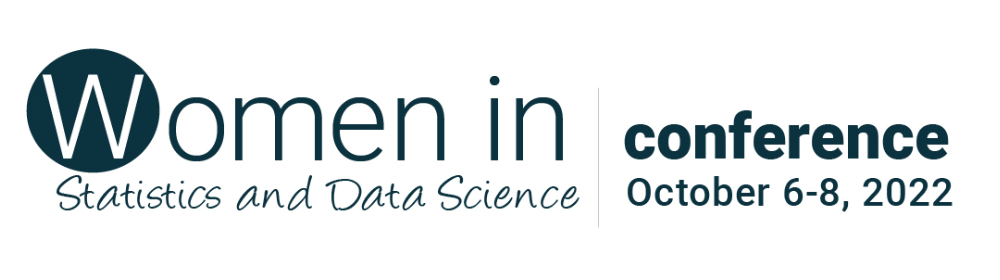 Women in
Statistics and Data Science
conference
October 6-8, 2022